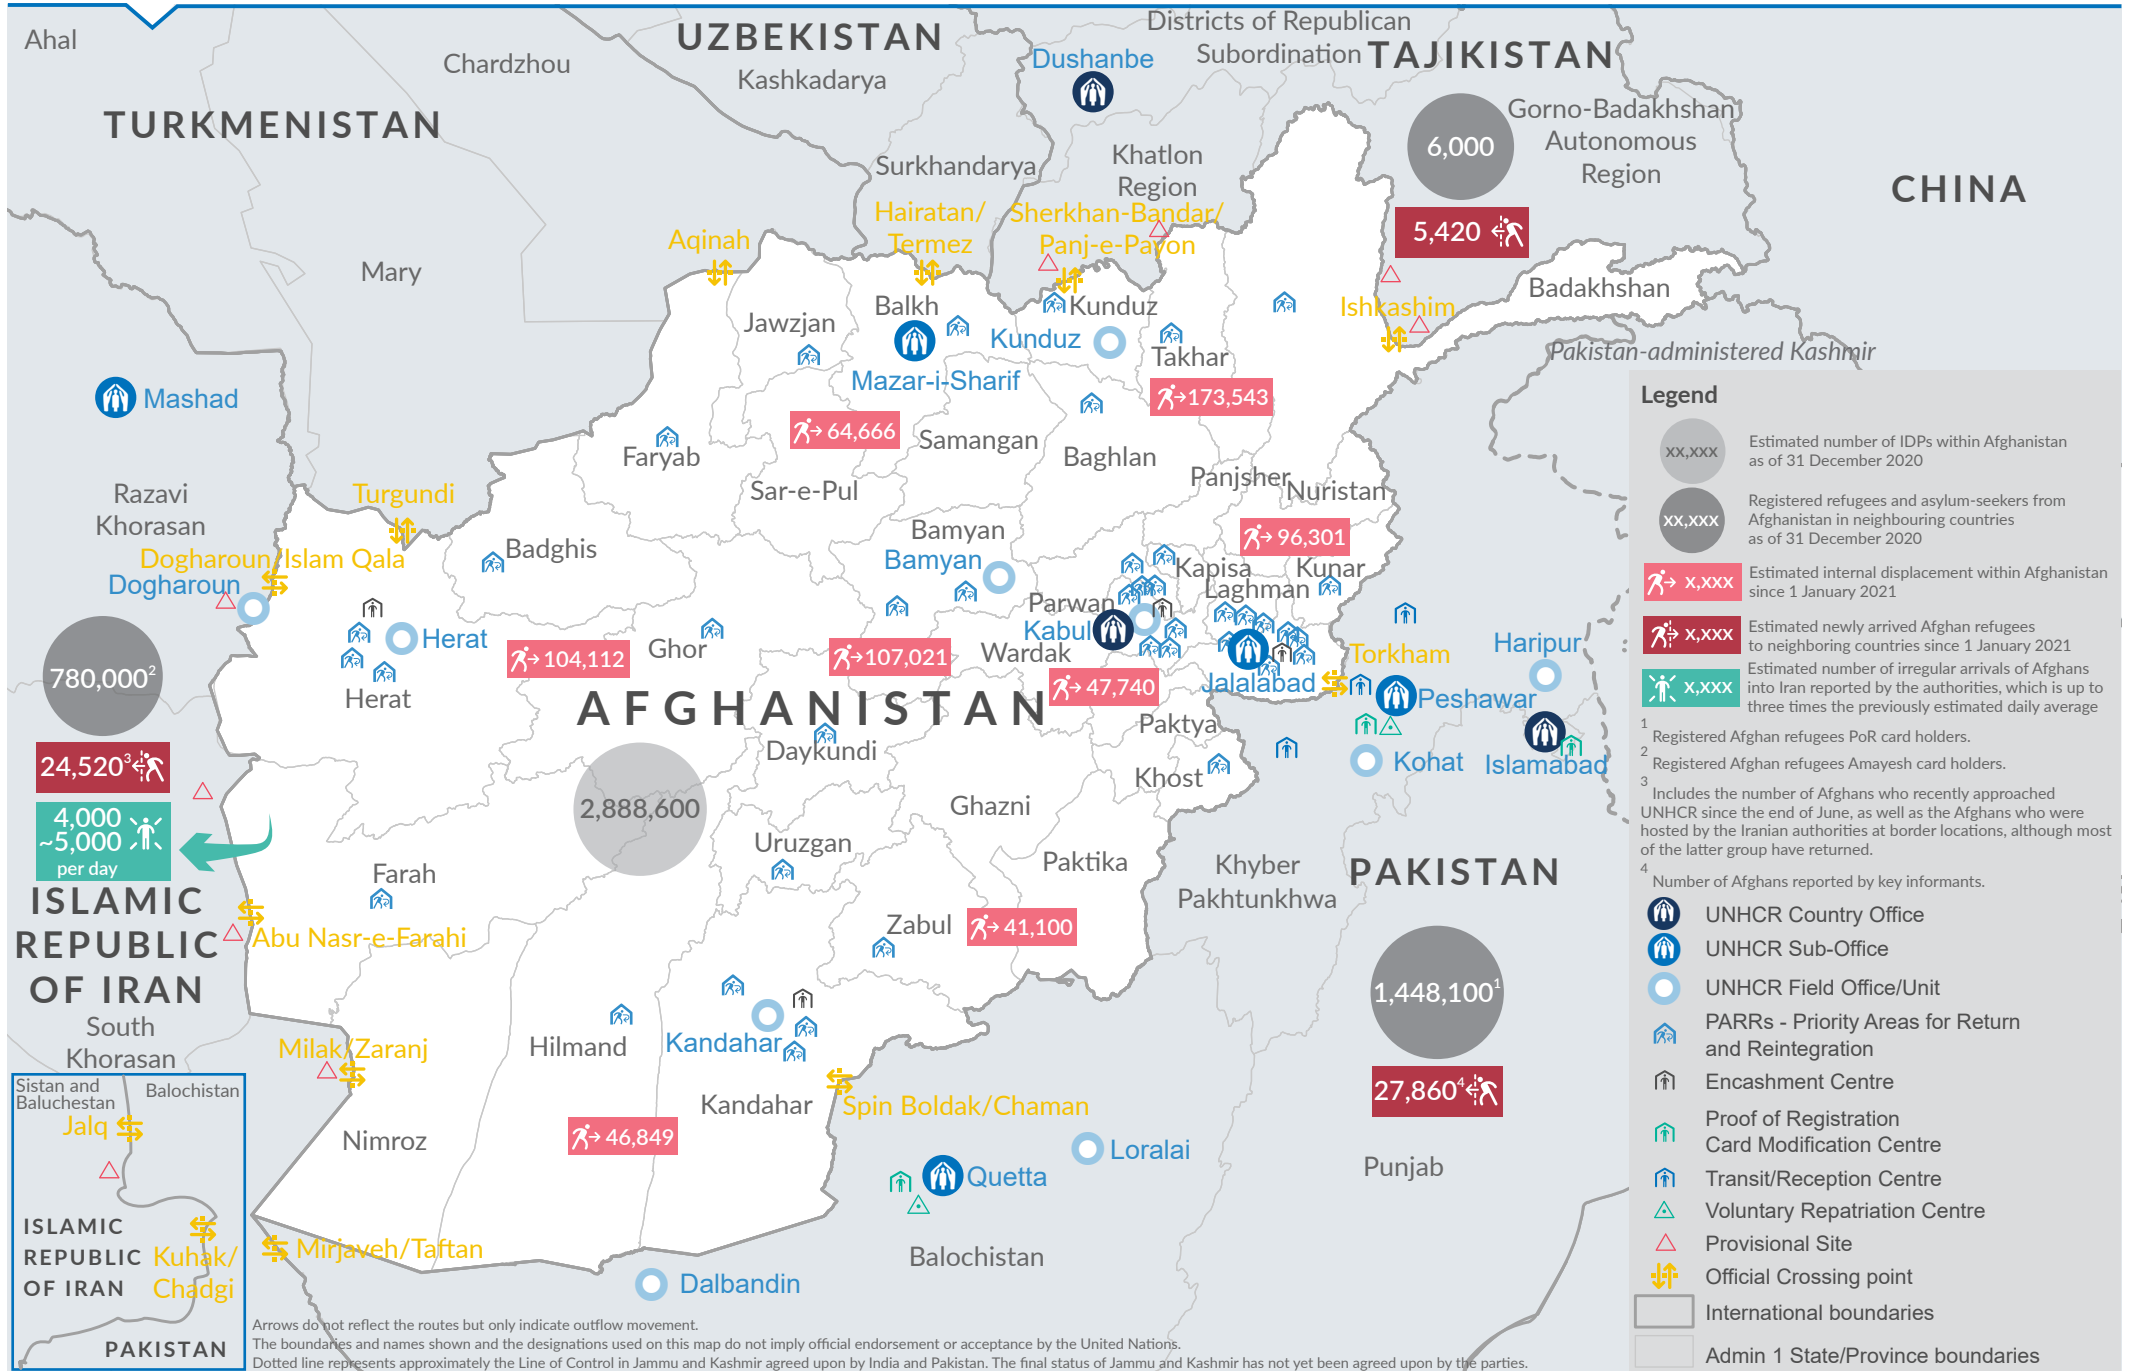 Ahal
Chardzhou
UZBEKISTAN
Kashkadarya
Districts of Republican
Subordination
TAJIKISTAN
Dushanbe
TURKMENISTAN
Gorno-Badakhshan
Autonomous
Region
6,000
Surkhandarya
Khatlon
Region
CHINA
Hairatan/
Termez
Sherkhan-Bandar/
Panj-e-Payon
5,420
Aqinah
Mary
Badakhshan
Balkh
Kunduz
Ishkashim
Jawzjan
Kunduz
Takhar
Pakistan-administered Kashmir
Mazar-i-Sharif
Mashad
173,543
64,666
Samangan
Faryab
Baghlan
Panjsher
Nuristan
Sar-e-Pul
Razavi
Khorasan
Turgundi
Bamyan
96,301
Badghis
Bamyan
Dogharoun/Islam Qala
Dogharoun
Kapisa
Kunar
Laghman
Parwan
Kabul
Herat
104,112
Ghor
107,021
Wardak
Torkham
Haripur
780,000²
Herat
47,740
Jalalabad
Peshawar
AFGHANISTAN
Paktya
Daykundi
24,520³
Khost
Kohat
Islamabad
2,888,600
Ghazni
4,000
~5,000
per day
Uruzgan
Paktika
Khyber
Pakhtunkhwa
PAKISTAN
Farah
ISLAMIC
REPUBLIC
OF IRAN
Abu Nasr-e-Farahi
Zabul
41,100
1,448,100¹
South
Khorasan
Milak/Zaranj
Hilmand
Kandahar
27,860⁴
Kandahar
Spin Boldak/Chaman
Nimroz
46,849
Loralai
Punjab
Quetta
Mirjaveh/Taftan
Balochistan
Dalbandin
Sistan and
Baluchestan
Balochistan
Jalq
ISLAMIC
REPUBLIC
OF IRAN
Kuhak/
Chadgi
PAKISTAN
Legend
xx,xxx
Estimated number of IDPs within Afghanistan
as of 31 December 2020
xx,xxx
Registered refugees and asylum-seekers from
Afghanistan in neighbouring countries
as of 31 December 2020
x,xxx
Estimated internal displacement within Afghanistan
since 1 January 2021
x,xxx
Estimated newly arrived Afghan refugees
to neighboring countries since 1 January 2021
x,xxx
Estimated number of irregular arrivals of Afghans
into Iran reported by the authorities, which is up to
three times the previously estimated daily average
1 Registered Afghan refugees PoR card holders.
2 Registered Afghan refugees Amayesh card holders.
3 Includes the number of Afghans who recently approached
UNHCR since the end of June, as well as the Afghans who were
hosted by the Iranian authorities at border locations, although most
of the latter group have returned.
4 Number of Afghans reported by key informants.
UNHCR Country Office
UNHCR Sub-Office
UNHCR Field Office/Unit
PARRs - Priority Areas for Return
and Reintegration
Encashment Centre
Proof of Registration
Card Modification Centre
Transit/Reception Centre
Voluntary Repatriation Centre
Provisional Site
Official Crossing point
International boundaries
Admin 1 State/Province boundaries
Arrows do not reflect the routes but only indicate outflow movement.
The boundaries and names shown and the designations used on this map do not imply official endorsement or acceptance by the United Nations.
Dotted line represents approximately the Line of Control in Jammu and Kashmir agreed upon by India and Pakistan. The final status of Jammu and Kashmir has not yet been agreed upon by the parties.